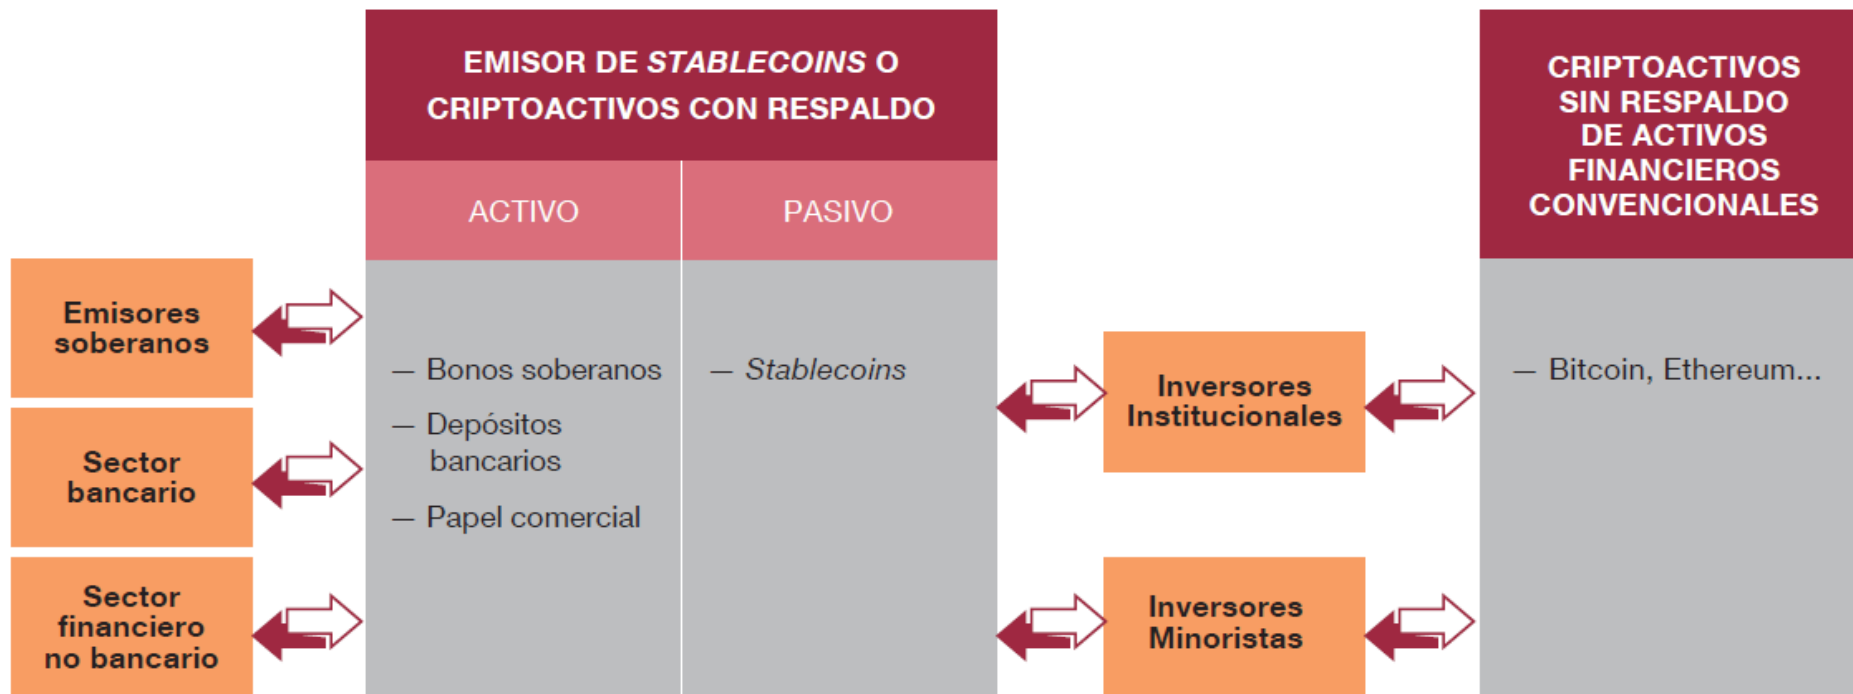 EMISOR DE STABLECOINS O
CRIPTOACTIVOS CON RESPALDO
ACTIVO
PASIVO
CRIPTOACTIVOS
SIN RESPALDO
DE ACTIVOS
FINANCIEROS
CONVENCIONALES
Emisores
soberanos
Sector
bancario
Sector
financiero
no bancario
— Bonos soberanos
— Depósitos
bancarios
— Papel comercial
— Stablecoins
Inversores
Institucionales
Inversores
Minoristas
— Bitcoin, Ethereum...